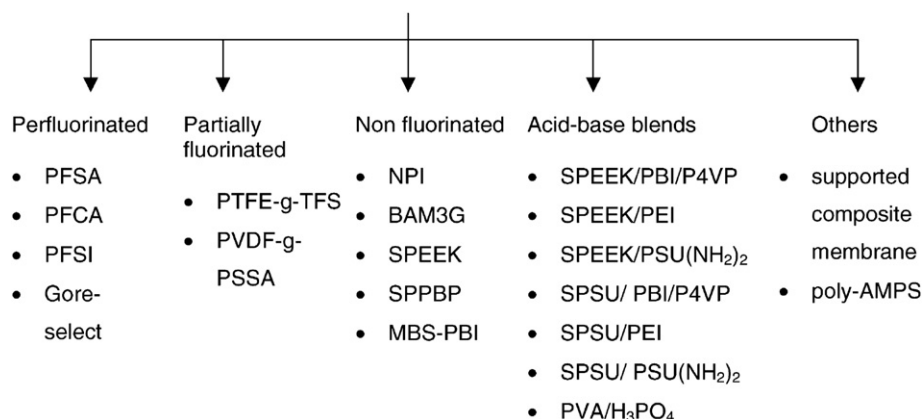 Perfluorinated
• PFSA
• PFCA
• PFSI
• Gore-
select
Partially
fluorinated
• PTFE-g-TFS
• PVDF-g-
PSSA
Non fluorinated
• NPI
• BAM3G
• SPEEK
• SPPBP
• MBS-PBI
Acid-base blends
• SPEEK/PBI/P4VP
• SPEEK/PEI
• SPEEK/PSU(NH₂)₂
• SPSU/ PBI/P4VP
• SPSU/PEI
• SPSU/ PSU(NH₂)₂
• PVA/H₃PO₄
Others
• supported
composite
membrane
• poly-AMPS